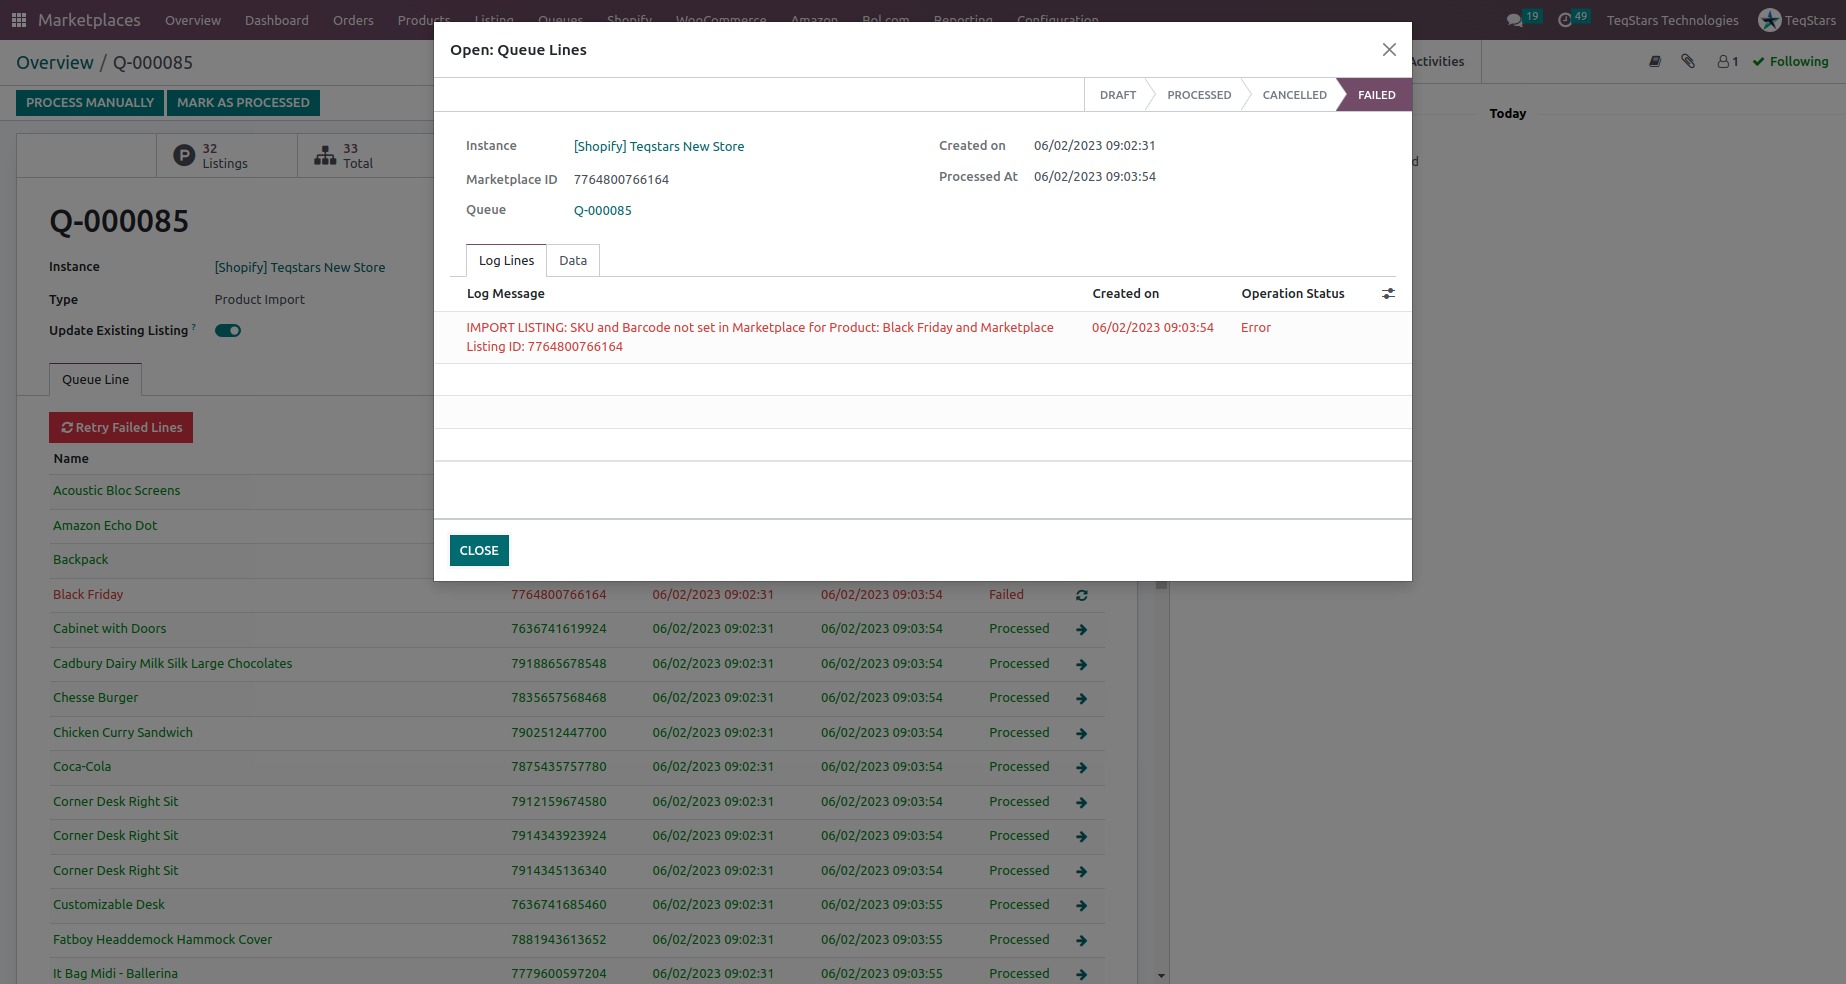 Marketplaces Overview Dashboard Orders Products Listing Queues Shopify WooCommerce Amazon Bol.com Reporting Configuration 19 49 TeqStars Technologies TeqStars
Overview / Q-000085
Activities 1 Following
PROCESS MANUALLY MARK AS PROCESSED
Today
P 32 Listings
33 Total
Q-000085
Instance [Shopify] Teqstars New Store
Type Product Import
Update Existing Listing ?
Queue Line
Retry Failed Lines
Name
Acoustic Bloc Screens
Amazon Echo Dot
Backpack
Open: Queue Lines
DRAFT PROCESSED CANCELLED FAILED
Instance [Shopify] Teqstars New Store
Created on 06/02/2023 09:02:31
Marketplace ID 7764800766164
Processed At 06/02/2023 09:03:54
Queue Q-000085
Log Lines Data
Log Message Created on Operation Status
IMPORT LISTING: SKU and Barcode not set in Marketplace for Product: Black Friday and Marketplace
Listing ID: 7764800766164
06/02/2023 09:03:54 Error
CLOSE
Black Friday 7764800766164 06/02/2023 09:02:31 06/02/2023 09:03:54 Failed
Cabinet with Doors 7636741619924 06/02/2023 09:02:31 06/02/2023 09:03:54 Processed
Cadbury Dairy Milk Silk Large Chocolates 7918865678548 06/02/2023 09:02:31 06/02/2023 09:03:54 Processed
Chesse Burger 7835657568468 06/02/2023 09:02:31 06/02/2023 09:03:54 Processed
Chicken Curry Sandwich 7902512447700 06/02/2023 09:02:31 06/02/2023 09:03:54 Processed
Coca-Cola 7875435757780 06/02/2023 09:02:31 06/02/2023 09:03:54 Processed
Corner Desk Right Sit 7912159674580 06/02/2023 09:02:31 06/02/2023 09:03:54 Processed
Corner Desk Right Sit 7914343923924 06/02/2023 09:02:31 06/02/2023 09:03:54 Processed
Corner Desk Right Sit 7914345136340 06/02/2023 09:02:31 06/02/2023 09:03:54 Processed
Customizable Desk 7636741685460 06/02/2023 09:02:31 06/02/2023 09:03:55 Processed
Fatboy Headdemock Hammock Cover 7881943613652 06/02/2023 09:02:31 06/02/2023 09:03:55 Processed
It Bag Midi - Ballerina 7779600597204 06/02/2023 09:02:31 06/02/2023 09:03:55 Processed